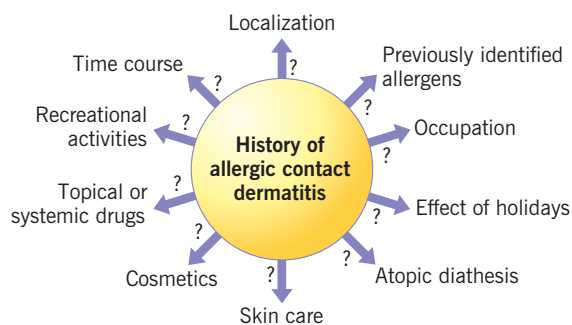 Localization
?
Previously identified
allergens
?
Occupation
?
Effect of holidays
?
Atopic diathesis
?
Skin care
?
Cosmetics
?
Topical or
systemic drugs
?
Recreational
activities
?
Time course
?
History of
allergic contact
dermatitis